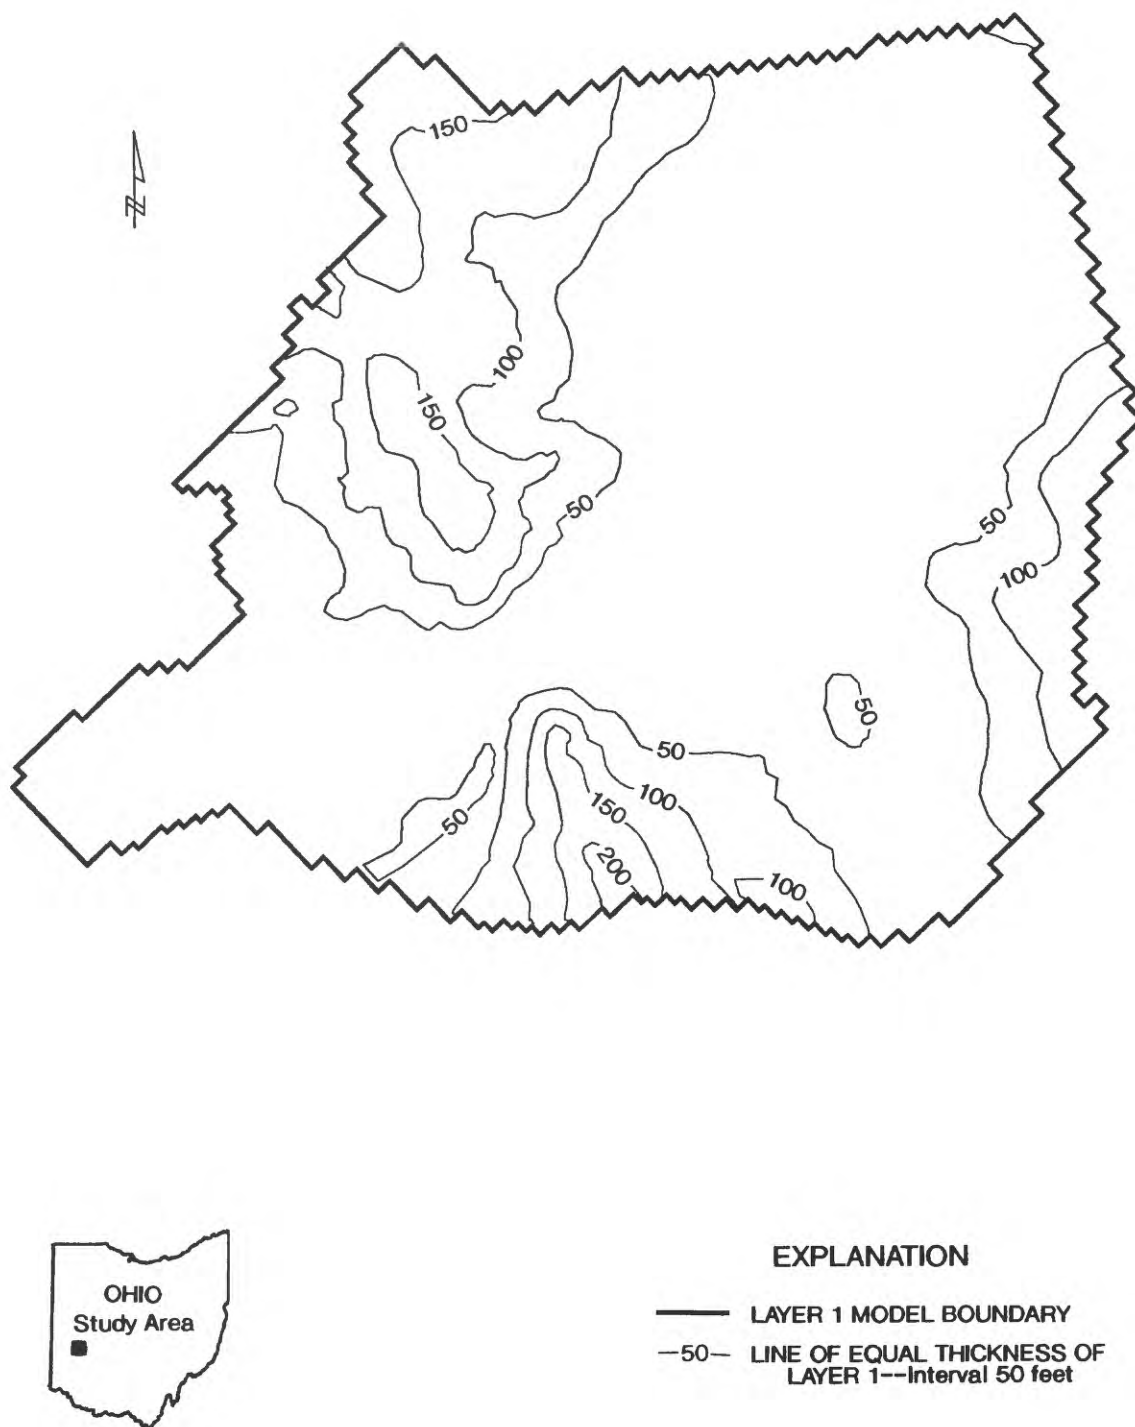 150
100
150
50
50
100
50
50
100
150
50
200
100
OHIO
Study Area
EXPLANATION
LAYER 1 MODEL BOUNDARY
—50— LINE OF EQUAL THICKNESS OF
LAYER 1--Interval 50 feet
N